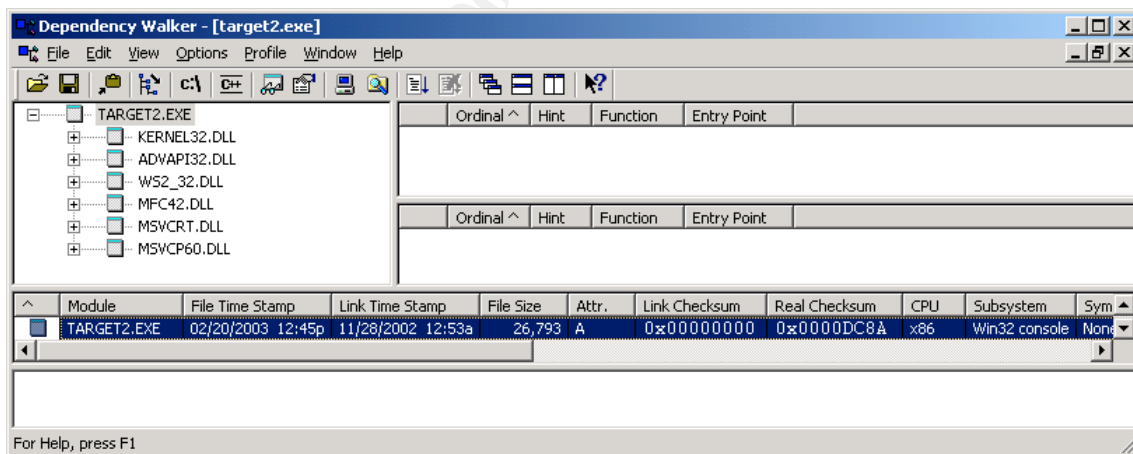 Dependency Walker - [target2.exe]
File Edit View Options Profile Window Help
c:\ C++
TARGET2.EXE
KERNEL32.DLL
ADVAPI32.DLL
WS2_32.DLL
MFC42.DLL
MSVCRT.DLL
MSVCP60.DLL
Ordinal ^ Hint Function Entry Point
Ordinal ^ Hint Function Entry Point
^ Module File Time Stamp Link Time Stamp File Size Attr. Link Checksum Real Checksum CPU Subsystem Sym
TARGET2.EXE 02/20/2003 12:45p 11/28/2002 12:53a 26,793 A 0x00000000 0x0000DC8A x86 Win32 console None
For Help, press F1